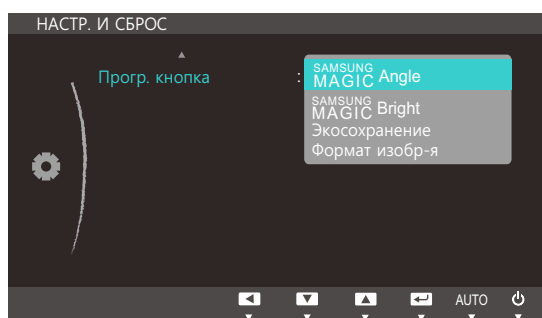 НАСТР. И СБРОС
Прогр. кнопка :
SAMSUNG
MAGIC Angle
SAMSUNG
MAGIC Bright
Экосохранение
Формат изобр-я
AUTO